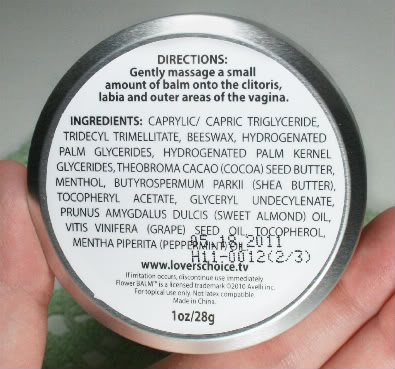 DIRECTIONS:
Gently massage a small
amount of balm onto the clitoris,
labia and outer areas of the vagina.
INGREDIENTS: CAPRYLIC/ CAPRIC TRIGLYCERIDE,
TRIDECYL TRIMELLITATE, BEESWAX, HYDROGENATED
PALM GLYCERIDES, HYDROGENATED PALM KERNEL
GLYCERIDES, THEOBROMA CACAO (COCOA) SEED BUTTER,
MENTHOL, BUTYROSPERMUM PARKII (SHEA BUTTER),
TOCOPHERYL ACETATE, GLYCERYL UNDECYLENATE,
PRUNUS AMYGDALUS DULCIS (SWEET ALMOND) OIL,
VITIS VINIFERA (GRAPE) SEED OIL, TOCOPHEROL,
MENTHA PIPERITA (PEPPERMINT) OIL.
05.18.2011
H11-0012(2/3)
www.loverschoice.tv
If irritation occurs, discontinue use immediately
Flower BALM™ is a licensed trademark ©2010 Avelli inc.
For topical use only. Not latex compatible.
Made in China.
1oz/28g